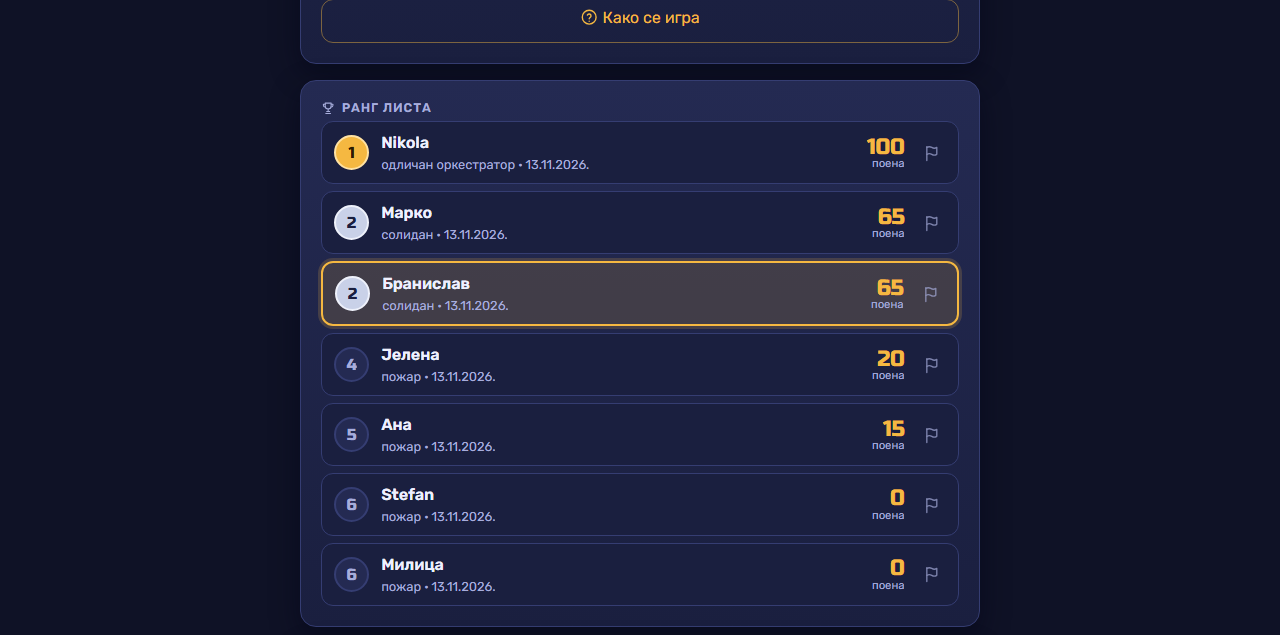 Како се игра
РАНГ ЛИСТА
1 Nikola 100
одличан оркестратор • 13.11.2026. поена
2 Марко 65
солидан • 13.11.2026. поена
2 Бранислав 65
солидан • 13.11.2026. поена
4 Јелена 20
пожар • 13.11.2026. поена
5 Ана 15
пожар • 13.11.2026. поена
6 Stefan 0
пожар • 13.11.2026. поена
6 Милица 0
пожар • 13.11.2026. поена